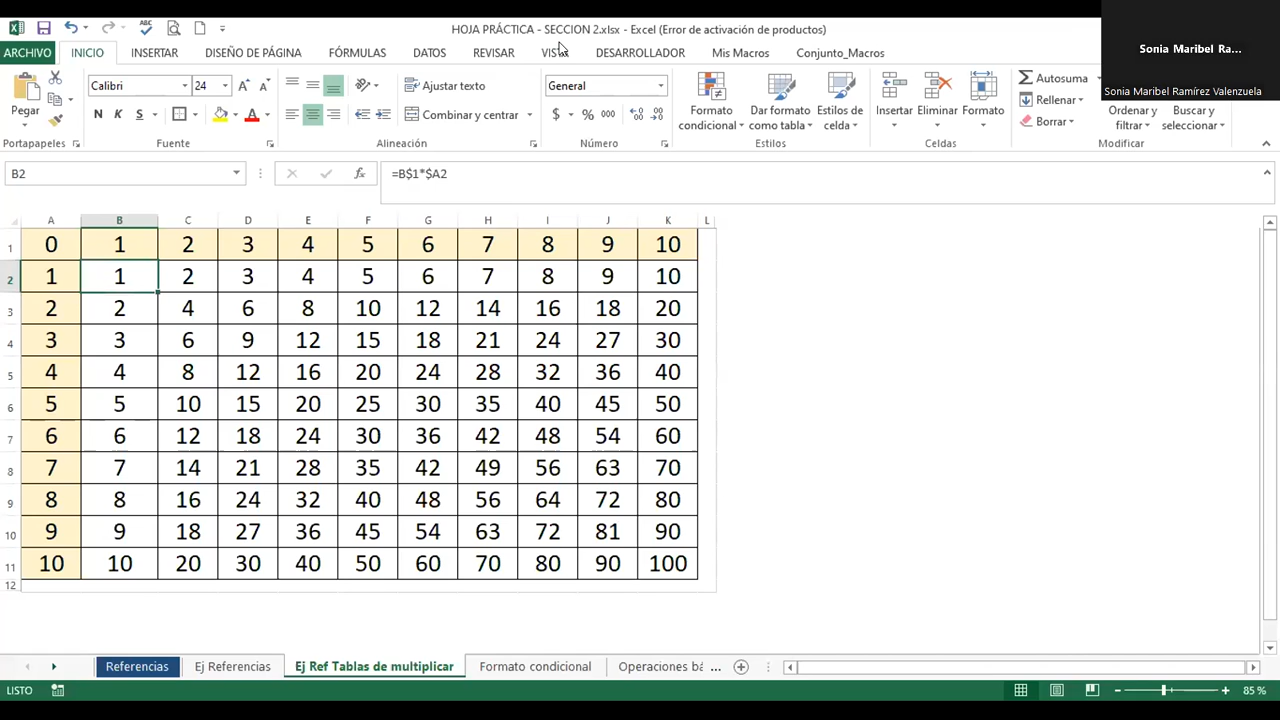 HOJA PRÁCTICA - SECCION 2.xlsx - Excel (Error de activación de productos)
Sonia Maribel Ra...
Sonia Maribel Ramírez Valenzuela
ARCHIVO INICIO INSERTAR DISEÑO DE PÁGINA FÓRMULAS DATOS REVISAR VISTA DESARROLLADOR Mis Macros Conjunto_Macros
Pegar
Calibri 24
N K S
Ajustar texto
Combinar y centrar
General
$ % 000
Formato condicional
Dar formato como tabla
Estilos de celda
Insertar Eliminar Formato
Autosuma
Rellenar
Borrar
Ordenar y filtrar
Buscar y seleccionar
Portapapeles Fuente Alineación Número Estilos Celdas Modificar
B2 fx =B$1*$A2
A B C D E F G H I J K L
1 0 1 2 3 4 5 6 7 8 9 10
2 1 1 2 3 4 5 6 7 8 9 10
3 2 2 4 6 8 10 12 14 16 18 20
4 3 3 6 9 12 15 18 21 24 27 30
5 4 4 8 12 16 20 24 28 32 36 40
6 5 5 10 15 20 25 30 35 40 45 50
7 6 6 12 18 24 30 36 42 48 54 60
8 7 7 14 21 28 35 42 49 56 63 70
9 8 8 16 24 32 40 48 56 64 72 80
10 9 9 18 27 36 45 54 63 72 81 90
11 10 10 20 30 40 50 60 70 80 90 100
12
Referencias Ej Referencias Ej Ref Tablas de multiplicar Formato condicional Operaciones bá ...
LISTO 85 %